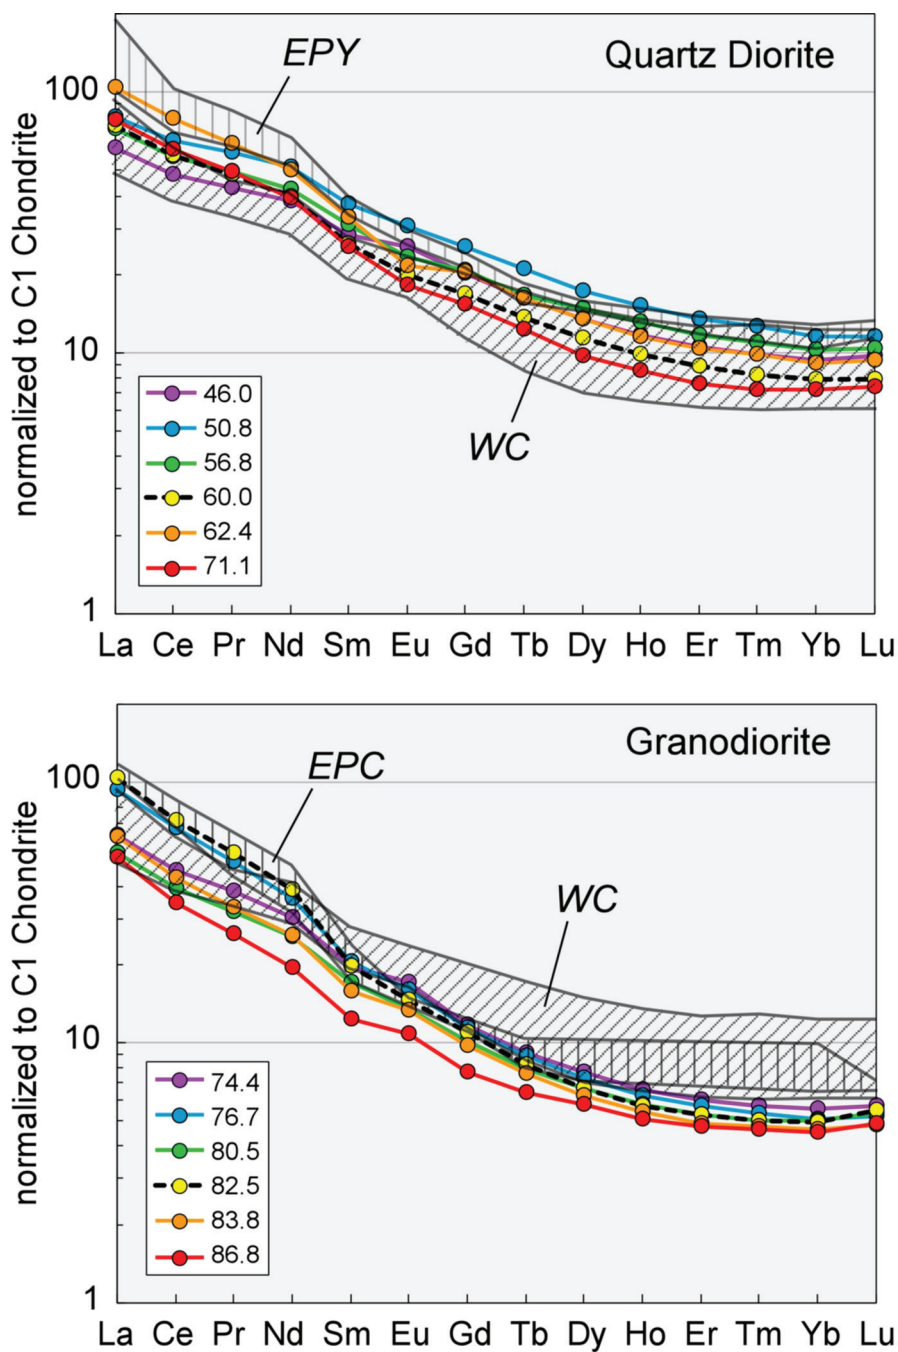 EPY
Quartz Diorite
100
normalized to C1 Chondrite
WC
10
46.0
50.8
56.8
60.0
62.4
71.1
1
La Ce Pr Nd Sm Eu Gd Tb Dy Ho Er Tm Yb Lu
EPC
Granodiorite
100
normalized to C1 Chondrite
WC
10
74.4
76.7
80.5
82.5
83.8
86.8
1
La Ce Pr Nd Sm Eu Gd Tb Dy Ho Er Tm Yb Lu